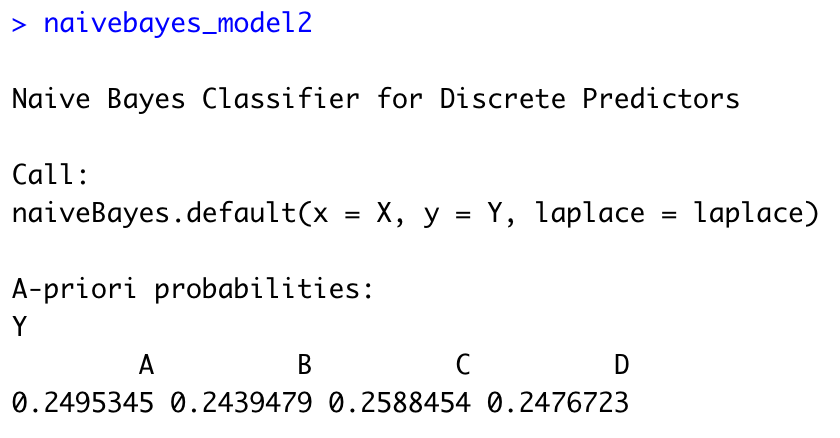 > naivebayes_model2
Naive Bayes Classifier for Discrete Predictors
Call:
naiveBayes.default(x = X, y = Y, laplace = laplace)
A-priori probabilities:
Y
A B C D
0.2495345 0.2439479 0.2588454 0.2476723